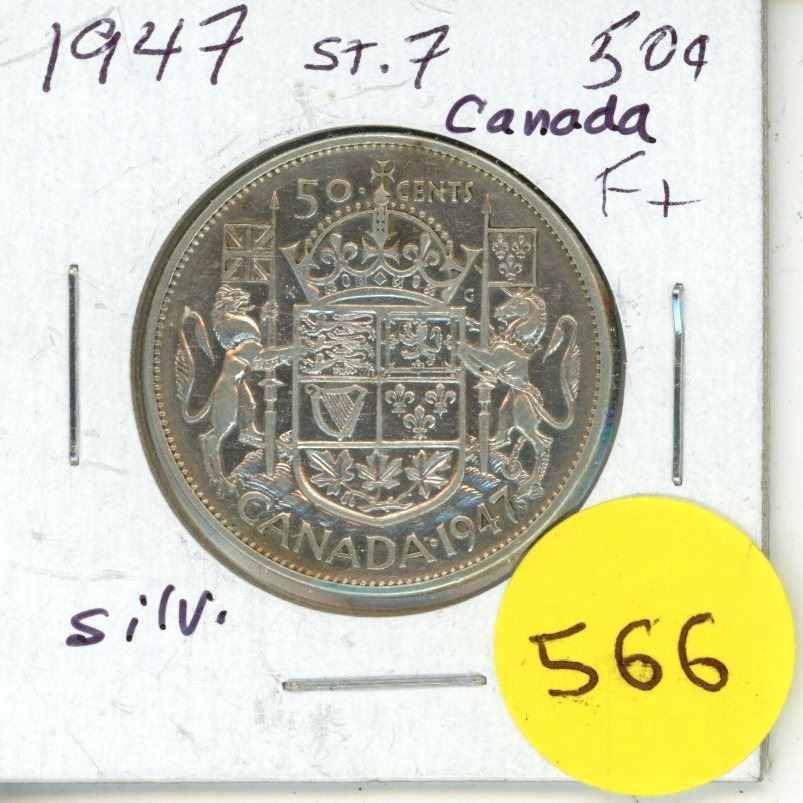 1947 ST.7 50¢
Canada
F+
50 CENTS
K G
CANADA·1947
Silv.
566